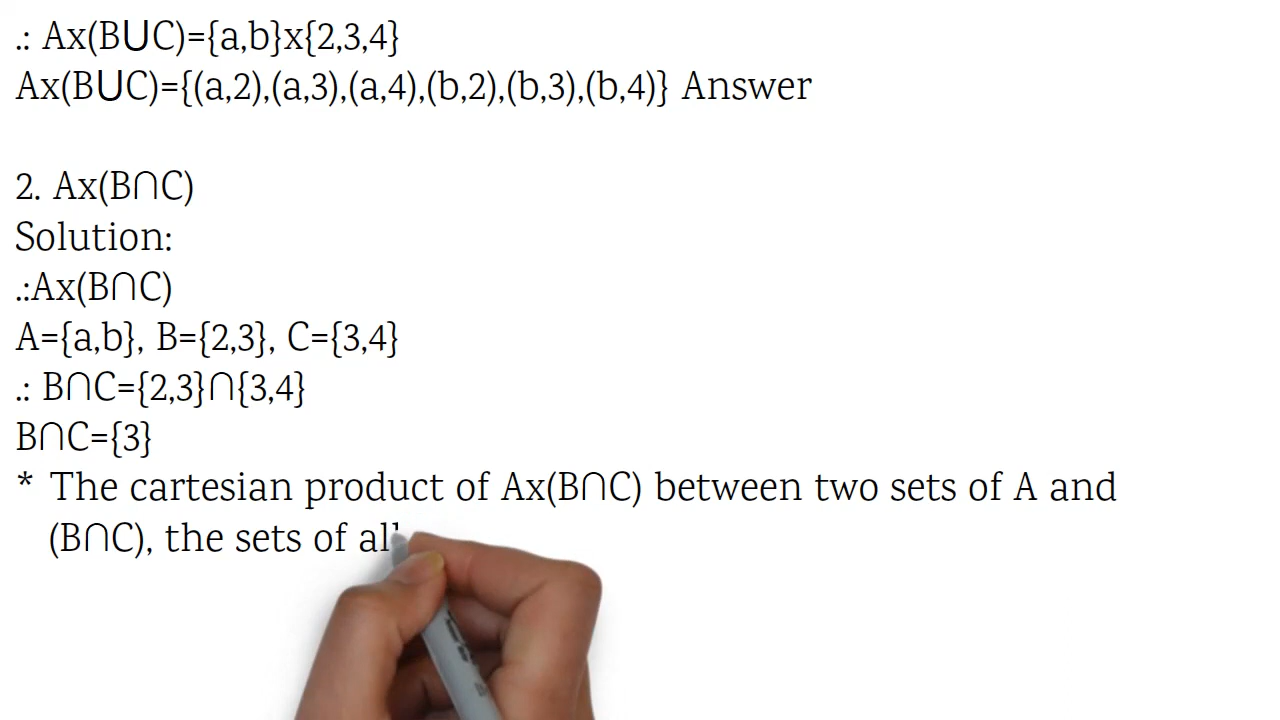 .: Ax(B⋃C)={a,b}x{2,3,4}
Ax(B⋃C)={(a,2),(a,3),(a,4),(b,2),(b,3),(b,4)} Answer
2. Ax(B⋂C)
Solution:
.:Ax(B⋂C)
A={a,b}, B={2,3}, C={3,4}
.: B⋂C={2,3}⋂{3,4}
B⋂C={3}
* The cartesian product of Ax(B⋂C) between two sets of A and
(B⋂C), the sets of all